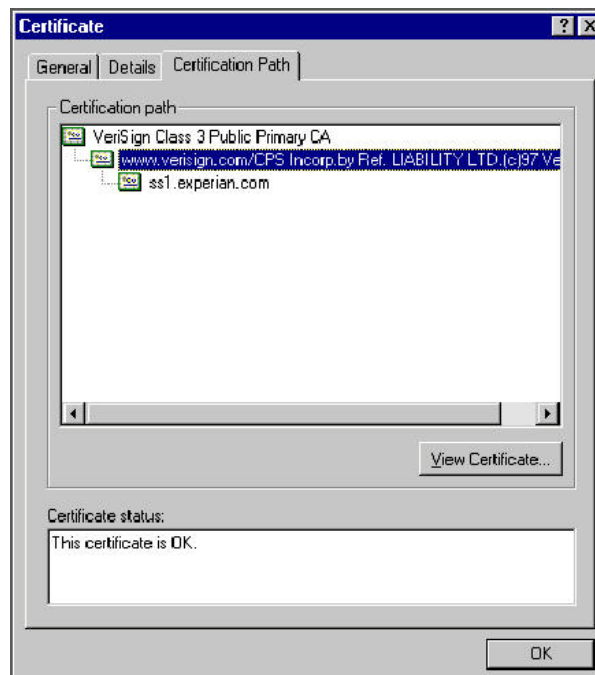 Certificate
General Details Certification Path
Certification path
VeriSign Class 3 Public Primary CA
www.verisign.com/CPS Incorp.by Ref. LIABILITY LTD.(c)97 Ve
ss1.experian.com
View Certificate...
Certificate status:
This certificate is OK.
OK